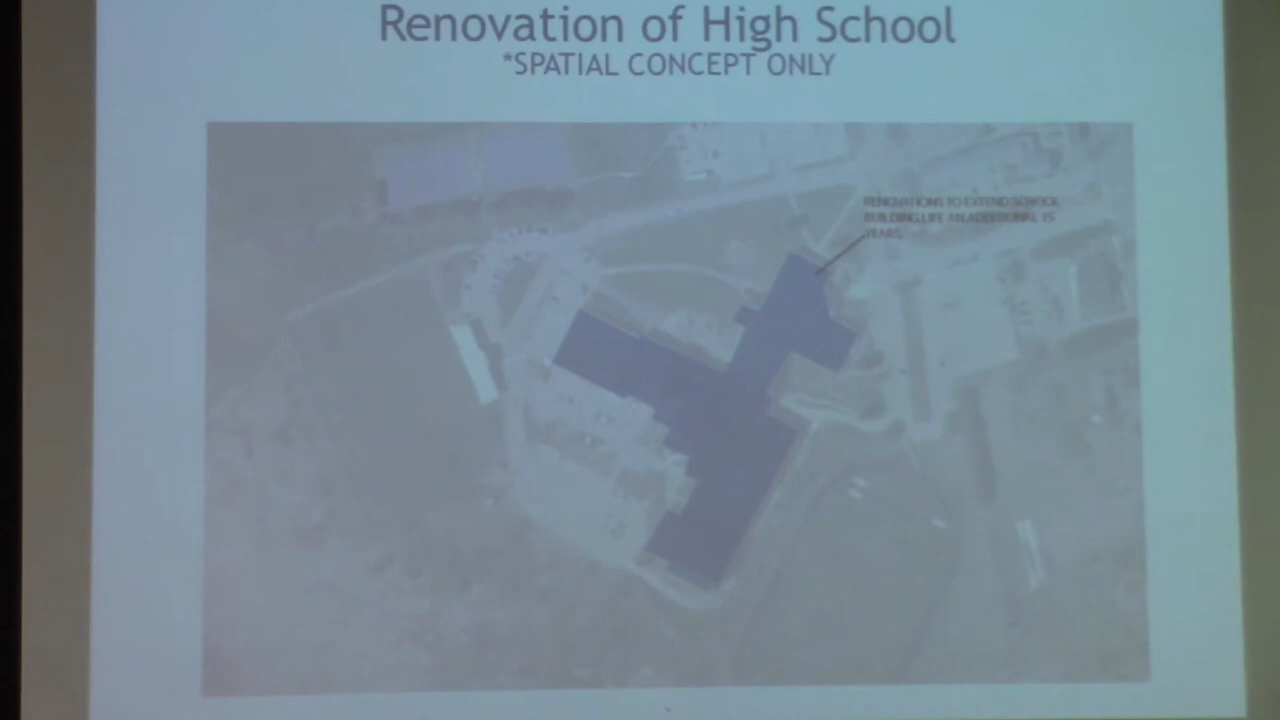 Renovation of High School
*SPATIAL CONCEPT ONLY
RENOVATIONS TO EXTEND SCHOOL
BUILDING LIFE AN ADDITIONAL 15
YEARS.